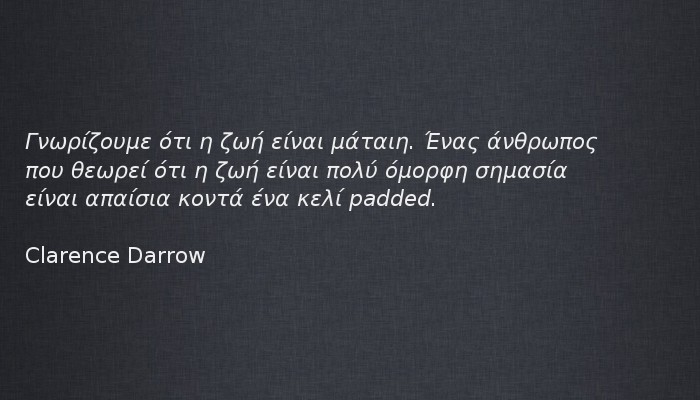 Γνωρίζουμε ότι η ζωή είναι μάταιη. Ένας άνθρωπος
που θεωρεί ότι η ζωή είναι πολύ όμορφη σημασία
είναι απαίσια κοντά ένα κελί padded.
Clarence Darrow